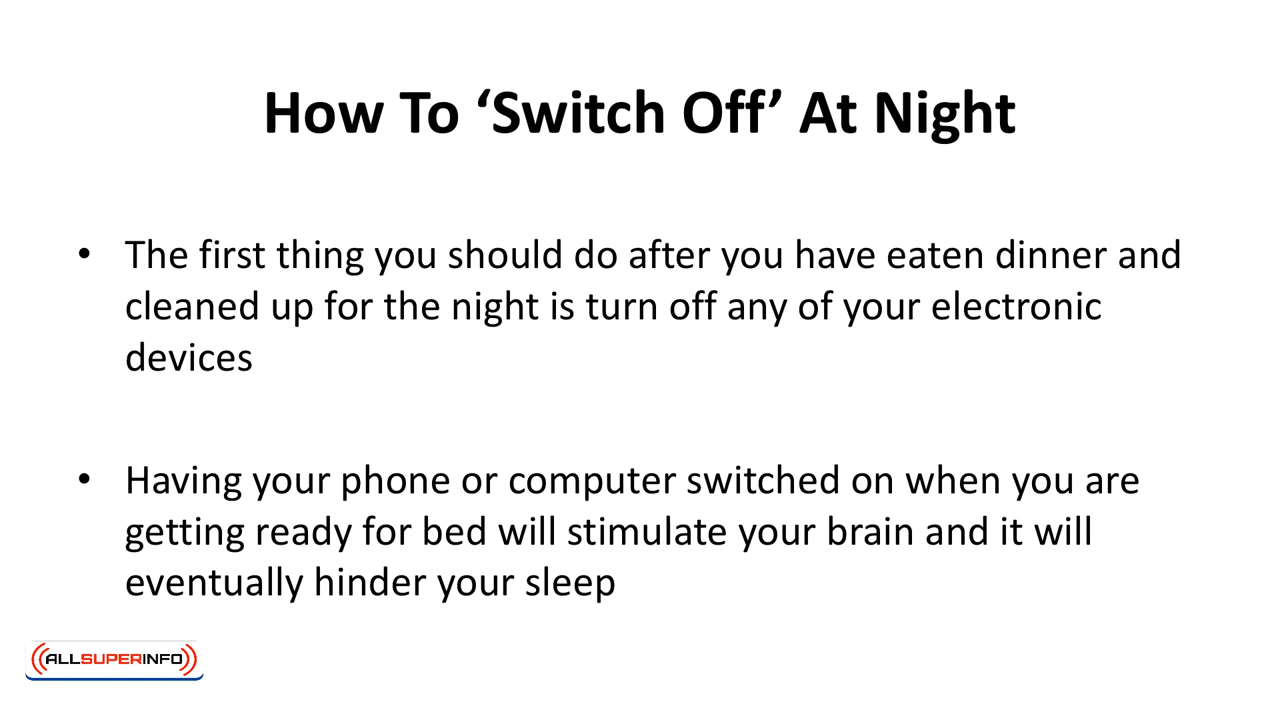 How To ‘Switch Off’ At Night
• The first thing you should do after you have eaten dinner and
cleaned up for the night is turn off any of your electronic
devices
• Having your phone or computer switched on when you are
getting ready for bed will stimulate your brain and it will
eventually hinder your sleep
ALLSUPERINFO